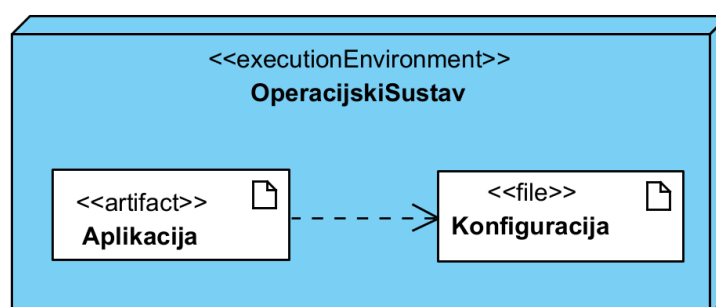 <<executionEnvironment>>
OperacijskiSustav
<<artifact>>
Aplikacija
<<file>>
Konfiguracija